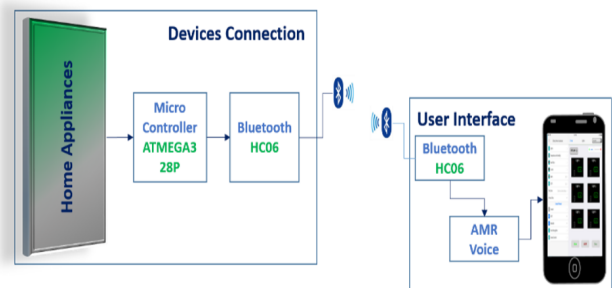 Devices Connection
Home Appliances
Micro
Controller
ATMEGA3
28P
Bluetooth
HC06
User Interface
Bluetooth
HC06
AMR
Voice